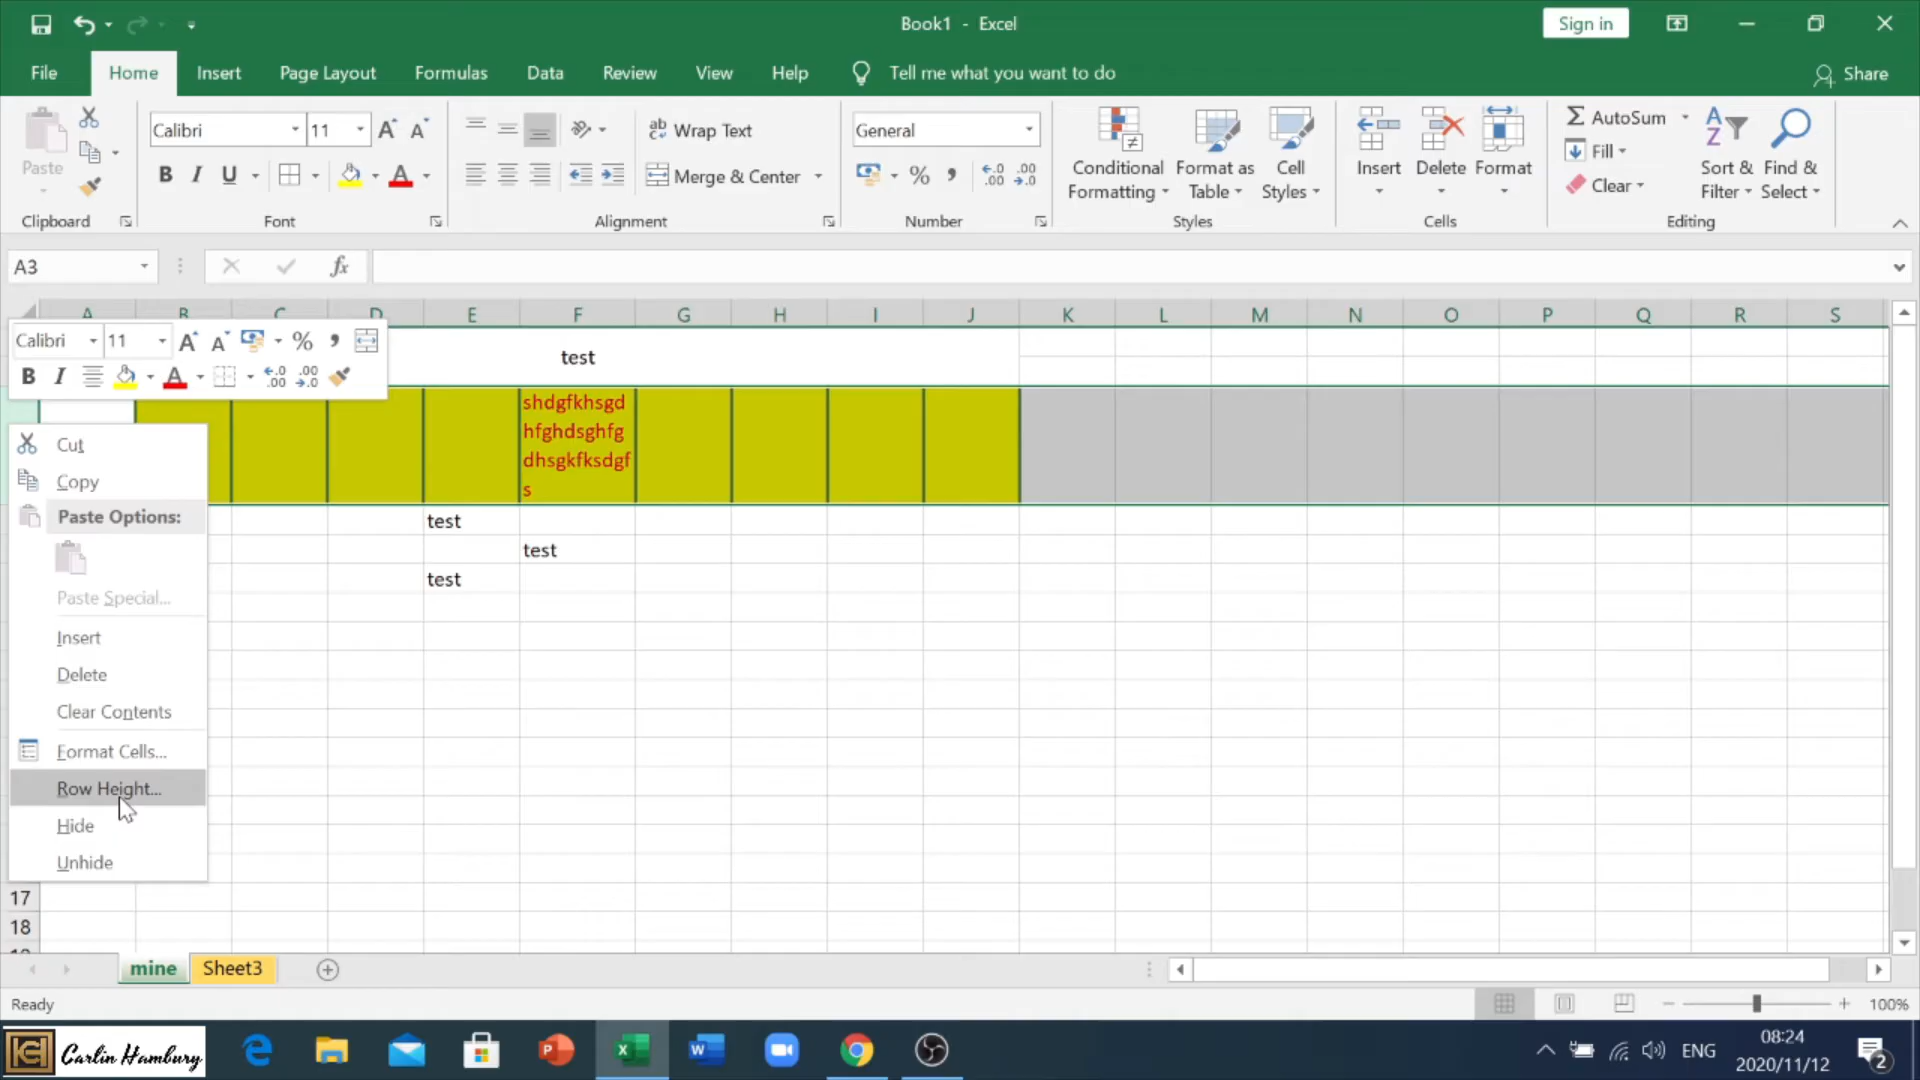 Book1 - Excel
Sign in
File Home Insert Page Layout Formulas Data Review View Help Tell me what you want to do Share
Paste
Clipboard
Calibri 11
B I U
Font
Wrap Text
Merge & Center
Alignment
General
%
Number
Conditional Formatting
Format as Table
Cell Styles
Styles
Insert Delete Format
Cells
AutoSum
Fill
Clear
Sort & Filter
Find & Select
Editing
A3
fx
A B C D E F G H I J K L M N O P Q R S
Calibri 11 A A %
B I A
test
shdgfkhsgd
hfghdsghfg
dhsgkfksdgf
s
test
test
test
Cut
Copy
Paste Options:
Paste Special...
Insert
Delete
Clear Contents
Format Cells...
Row Height...
Hide
Unhide
17
18
mine Sheet3
Ready
100%
Carlin Hambury
ENG
08:24
2020/11/12
2